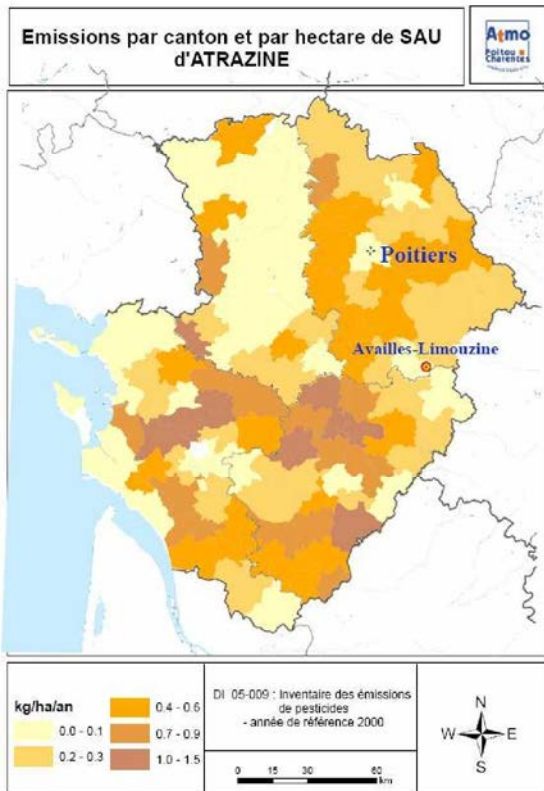 Emissions par canton et par hectare de SAU
d'ATRAZINE
Atmo
Poitou
Charentes
Poitiers
Availles-Limouzine
kg/ha/an
0.0 - 0.1
0.2 - 0.3
0.4 - 0.6
0.7 - 0.9
1.0 - 1.5
DI 05-009 : Inventaire des émissions
de pesticides
- année de référence 2000
0 15 30 60
km
N
W E
S